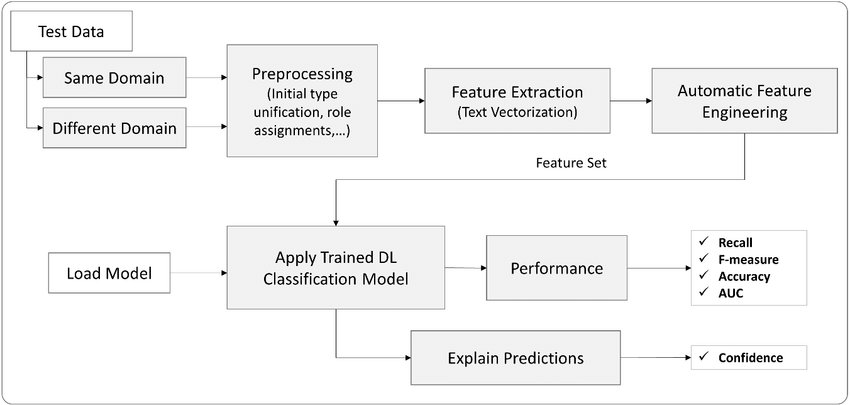 Test Data
Same Domain
Different Domain
Preprocessing
(Initial type
unification, role
assignments,...)
Feature Extraction
(Text Vectorization)
Automatic Feature
Engineering
Feature Set
Load Model
Apply Trained DL
Classification Model
Performance
✓ Recall
✓ F-measure
✓ Accuracy
✓ AUC
Explain Predictions
✓ Confidence